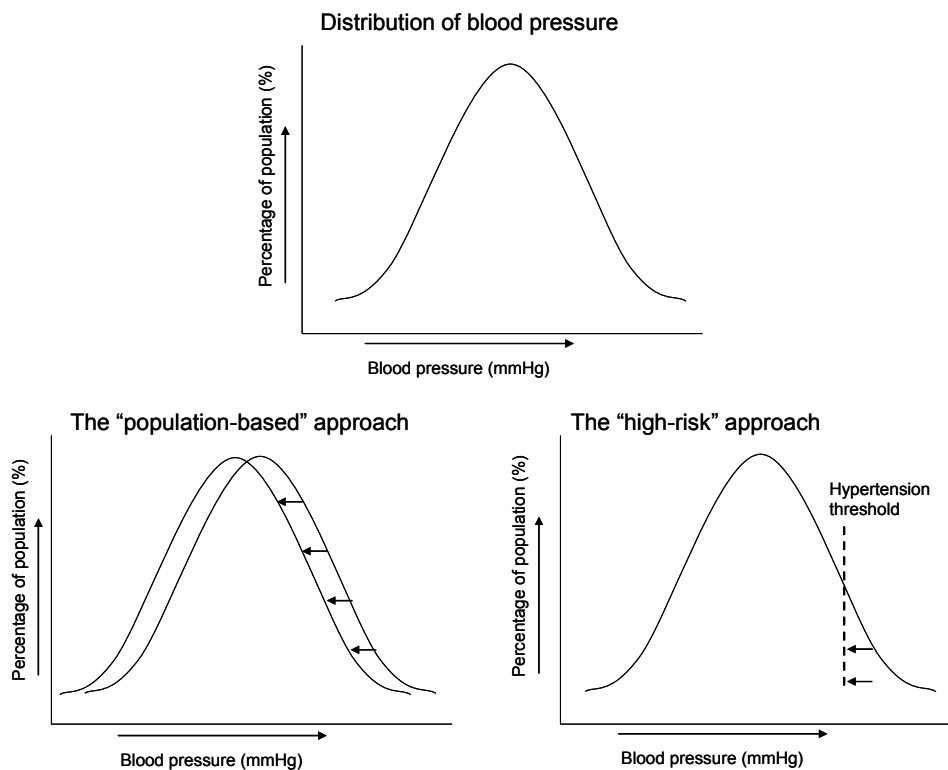 Distribution of blood pressure
Percentage of population (%)
Blood pressure (mmHg)
The “population-based” approach
Percentage of population (%)
Blood pressure (mmHg)
The “high-risk” approach
Percentage of population (%)
Hypertension
threshold
Blood pressure (mmHg)